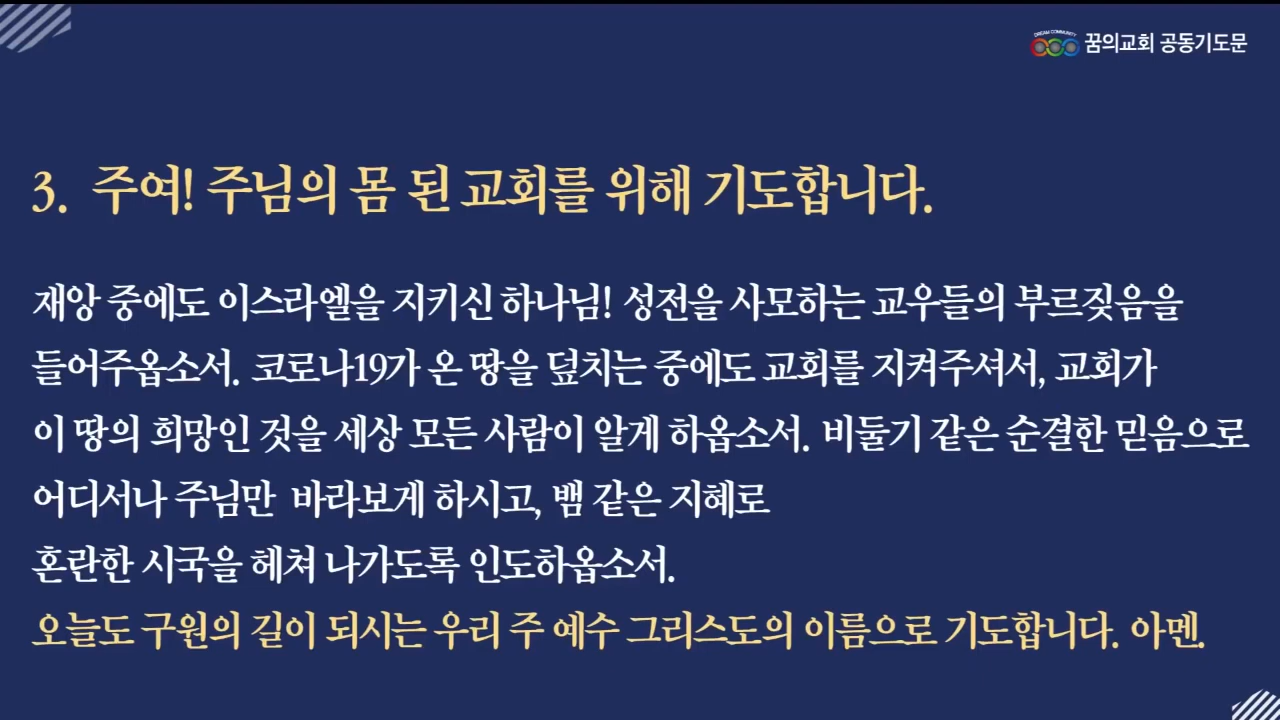 DREAM COMMUNITY
꿈의교회 공동기도문
3. 주여! 주님의 몸 된 교회를 위해 기도합니다.
재앙 중에도 이스라엘을 지키신 하나님! 성전을 사모하는 교우들의 부르짖음을
들어주옵소서. 코로나19가 온 땅을 덮치는 중에도 교회를 지켜주셔서, 교회가
이 땅의 희망인 것을 세상 모든 사람이 알게 하옵소서. 비둘기 같은 순결한 믿음으로
어디서나 주님만 바라보게 하시고, 뱀 같은 지혜로
혼란한 시국을 헤쳐 나가도록 인도하옵소서.
오늘도 구원의 길이 되시는 우리 주 예수 그리스도의 이름으로 기도합니다. 아멘.